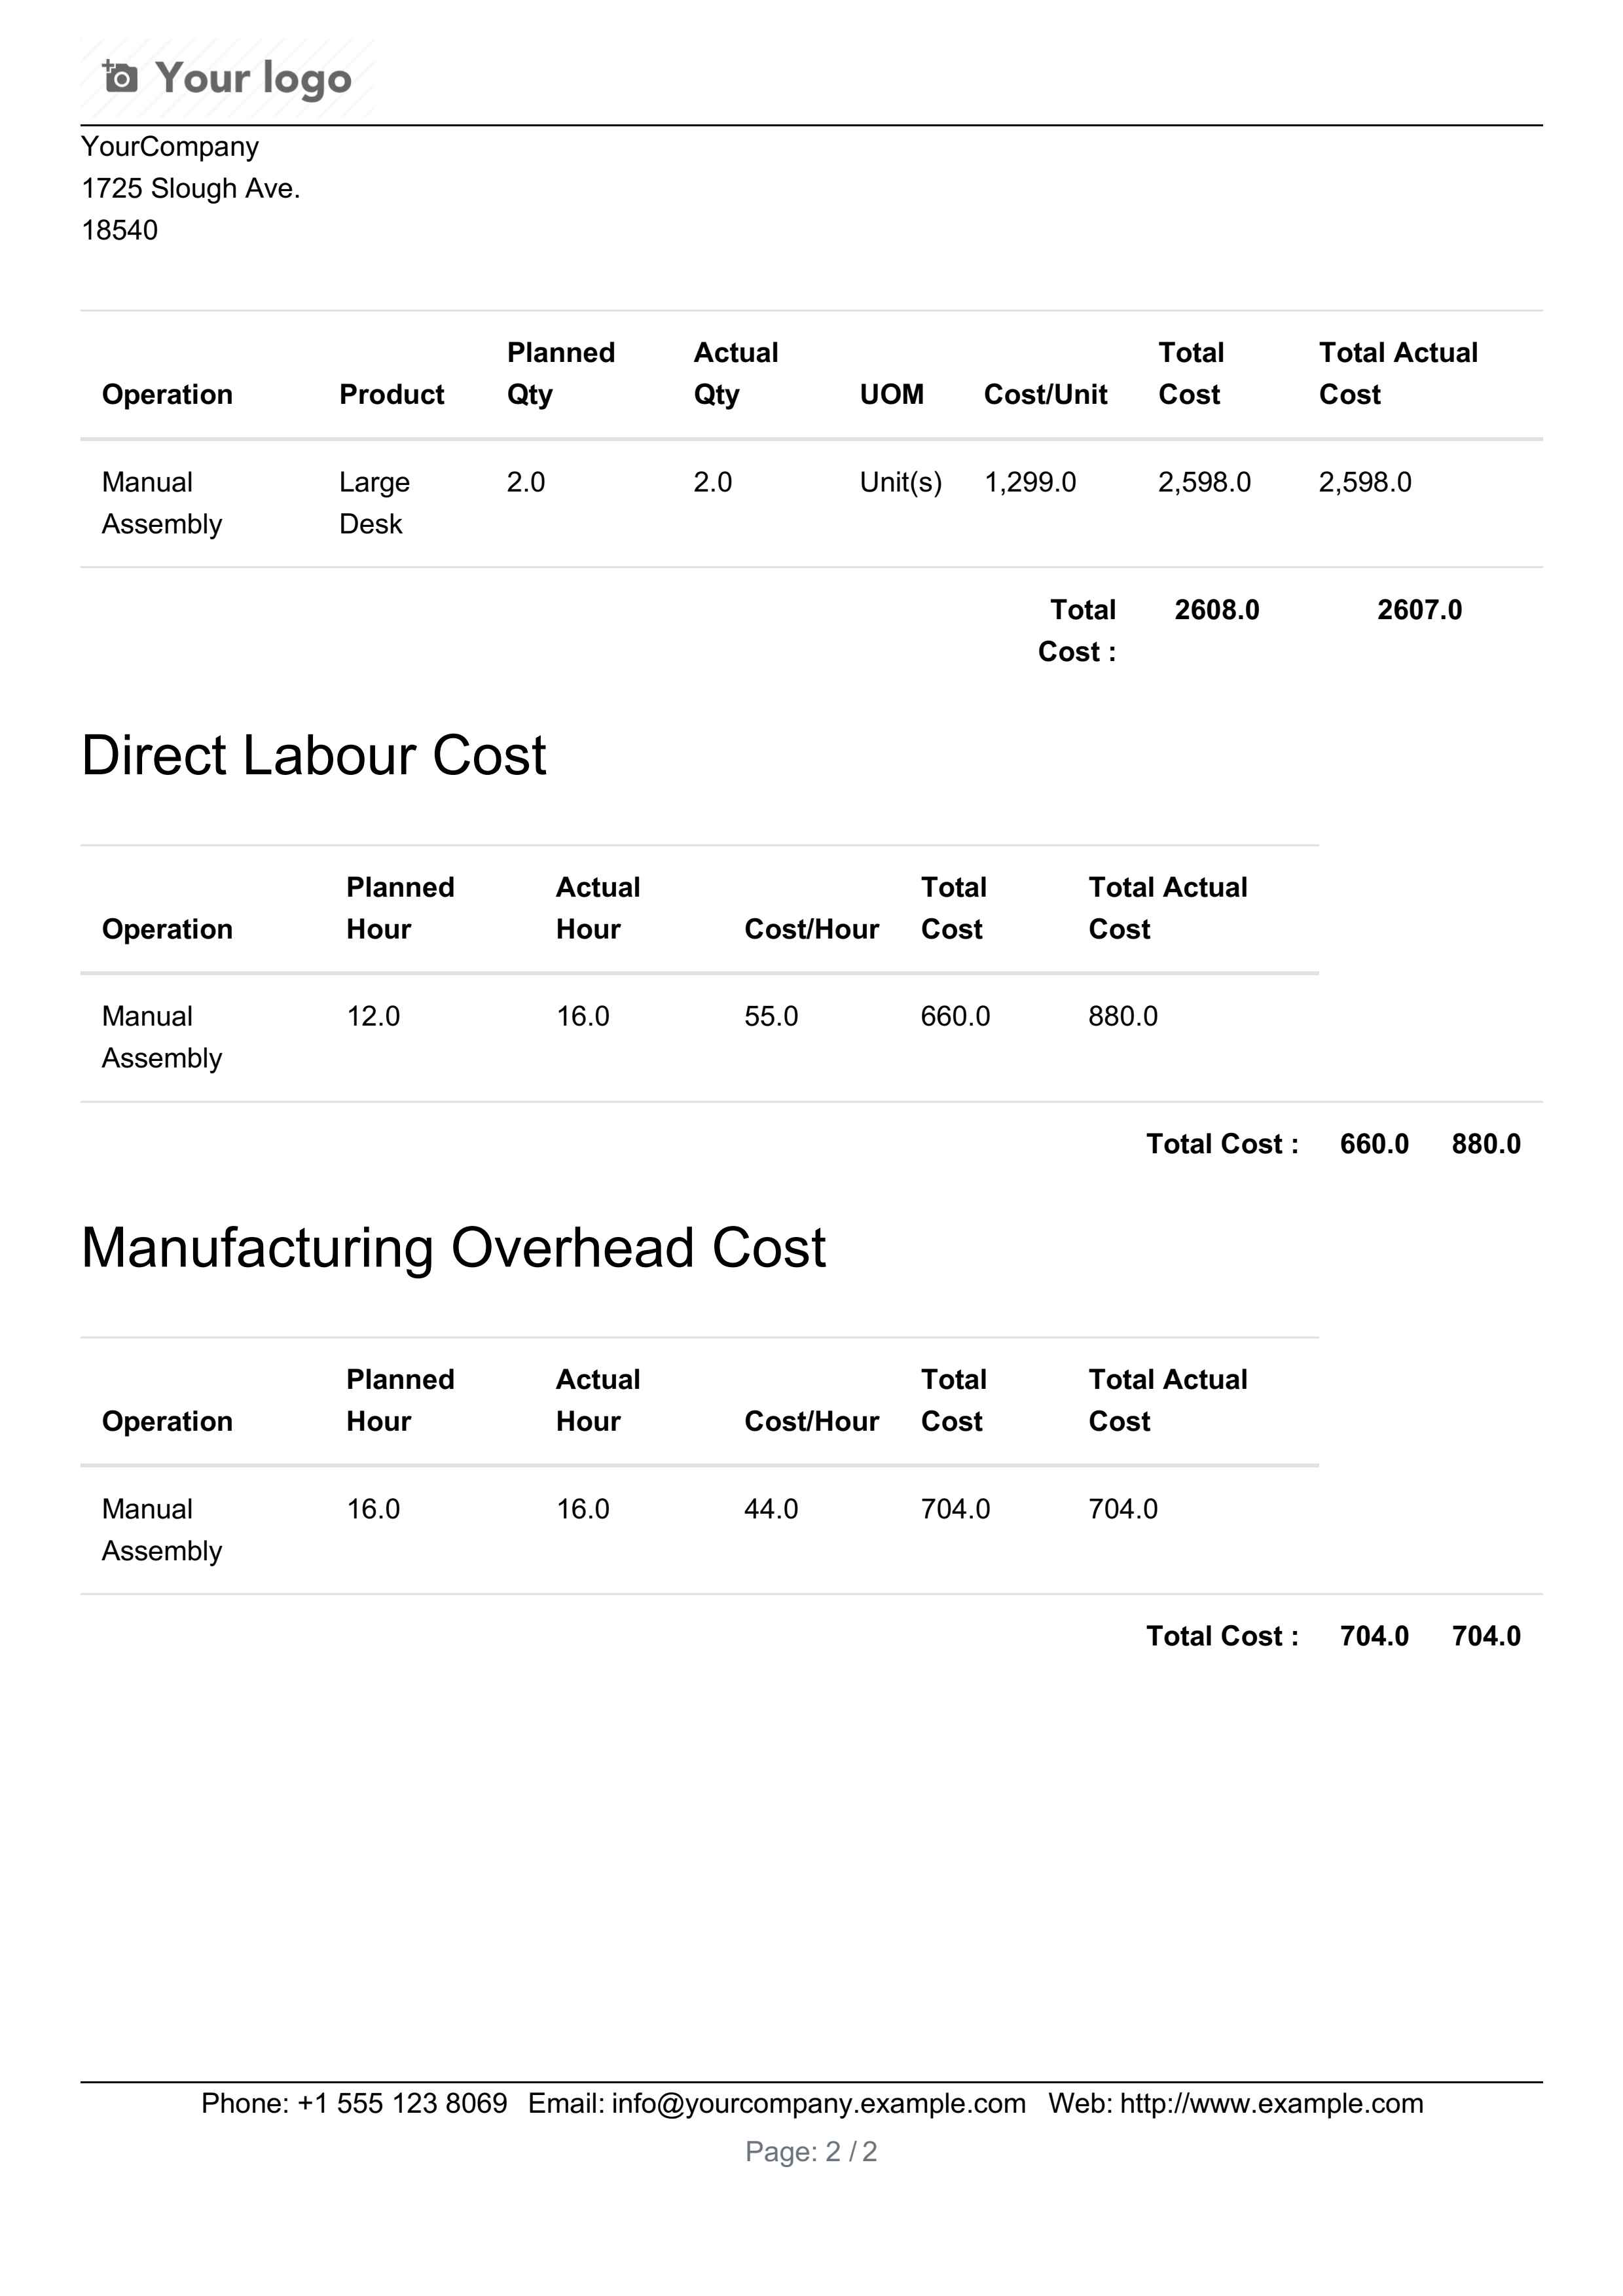 Your logo
YourCompany
1725 Slough Ave.
18540
Planned Actual Total Total Actual
Operation Product Qty Qty UOM Cost/Unit Cost Cost
Manual Large 2.0 2.0 Unit(s) 1,299.0 2,598.0 2,598.0
Assembly Desk
Total 2608.0 2607.0
Cost :
Direct Labour Cost
Planned Actual Total Total Actual
Operation Hour Hour Cost/Hour Cost Cost
Manual 12.0 16.0 55.0 660.0 880.0
Assembly
Total Cost : 660.0 880.0
Manufacturing Overhead Cost
Planned Actual Total Total Actual
Operation Hour Hour Cost/Hour Cost Cost
Manual 16.0 16.0 44.0 704.0 704.0
Assembly
Total Cost : 704.0 704.0
Phone: +1 555 123 8069 Email: info@yourcompany.example.com Web: http://www.example.com
Page: 2 / 2